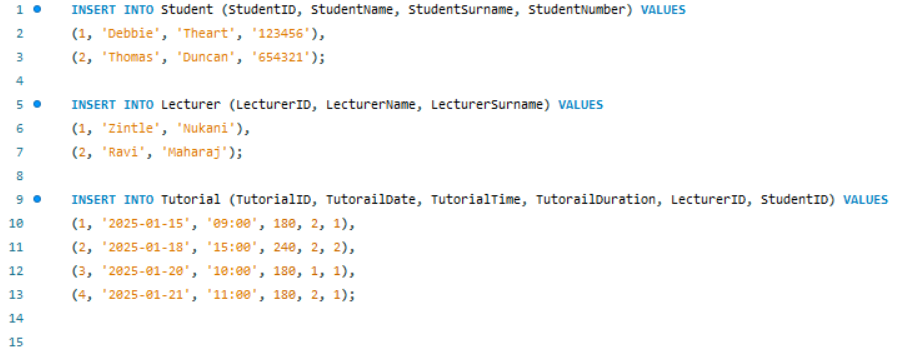 1 INSERT INTO Student (StudentID, StudentName, StudentSurname, StudentNumber) VALUES
2 (1, 'Debbie', 'Theart', '123456'),
3 (2, 'Thomas', 'Duncan', '654321');
4
5 INSERT INTO Lecturer (LecturerID, LecturerName, LecturerSurname) VALUES
6 (1, 'Zintle', 'Nukani'),
7 (2, 'Ravi', 'Maharaj');
8
9 INSERT INTO Tutorial (TutorialID, TutorailDate, TutorialTime, TutorailDuration, LecturerID, StudentID) VALUES
10 (1, '2025-01-15', '09:00', 180, 2, 1),
11 (2, '2025-01-18', '15:00', 240, 2, 2),
12 (3, '2025-01-20', '10:00', 180, 1, 1),
13 (4, '2025-01-21', '11:00', 180, 2, 1);
14
15